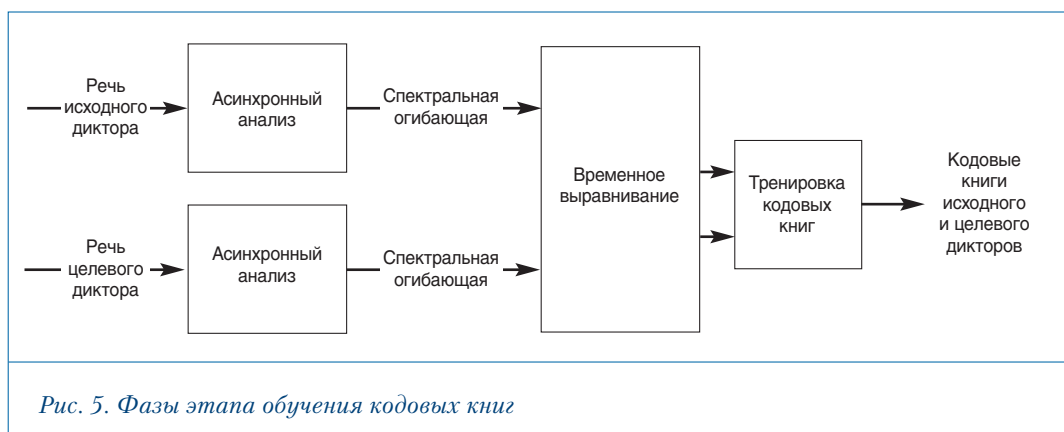 Речь
исходного
диктора
Асинхронный
анализ
Спектральная
огибающая
Речь
целевого
диктора
Асинхронный
анализ
Спектральная
огибающая
Временное
выравнивание
Тренировка
кодовых
книг
Кодовые
книги
исходного
и целевого
дикторов
Рис. 5. Фазы этапа обучения кодовых книг